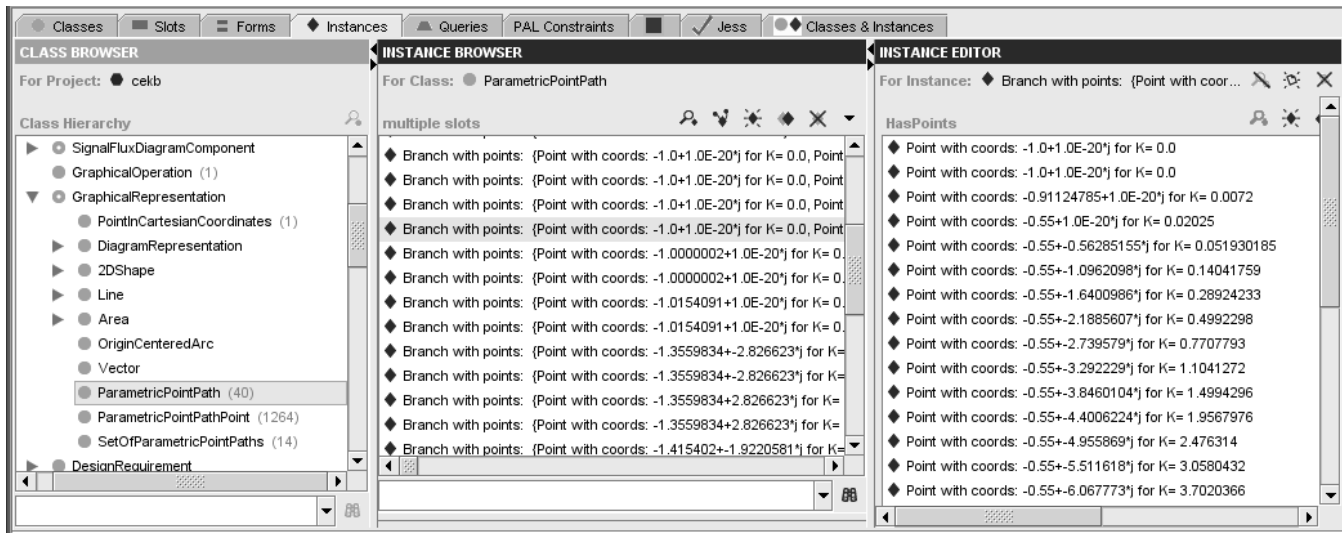 Classes Slots Forms Instances Queries PAL Constraints Jess Classes & Instances
CLASS BROWSER
For Project: cekb
Class Hierarchy
SignalFluxDiagramComponent
GraphicalOperation (1)
GraphicalRepresentation
PointInCartesianCoordinates (1)
DiagramRepresentation
2DShape
Line
Area
OriginCenteredArc
Vector
ParametricPointPath (40)
ParametricPointPathPoint (1264)
SetOfParametricPointPaths (14)
DesignRequirement
INSTANCE BROWSER
For Class: ParametricPointPath
multiple slots
Branch with points: {Point with coords: -1.0+1.0E-20*j for K= 0.0, Point
Branch with points: {Point with coords: -1.0+1.0E-20*j for K= 0.0, Point
Branch with points: {Point with coords: -1.0+1.0E-20*j for K= 0.0, Point
Branch with points: {Point with coords: -1.0+1.0E-20*j for K= 0.0, Point
Branch with points: {Point with coords: -1.0000002+1.0E-20*j for K= 0.
Branch with points: {Point with coords: -1.0000002+1.0E-20*j for K= 0.
Branch with points: {Point with coords: -1.0154091+1.0E-20*j for K= 0.
Branch with points: {Point with coords: -1.0154091+1.0E-20*j for K= 0.
Branch with points: {Point with coords: -1.3559834+-2.826623*j for K=
Branch with points: {Point with coords: -1.3559834+-2.826623*j for K=
Branch with points: {Point with coords: -1.3559834+2.826623*j for K=
Branch with points: {Point with coords: -1.3559834+2.826623*j for K=
Branch with points: {Point with coords: -1.415402+-1.9220581*j for K=
INSTANCE EDITOR
For Instance: Branch with points: {Point with coor...
HasPoints
Point with coords: -1.0+1.0E-20*j for K= 0.0
Point with coords: -1.0+1.0E-20*j for K= 0.0
Point with coords: -0.91124785+1.0E-20*j for K= 0.0072
Point with coords: -0.55+1.0E-20*j for K= 0.02025
Point with coords: -0.55+-0.56285155*j for K= 0.051930185
Point with coords: -0.55+-1.0962098*j for K= 0.14041759
Point with coords: -0.55+-1.6400986*j for K= 0.28924233
Point with coords: -0.55+-2.1885607*j for K= 0.4992298
Point with coords: -0.55+-2.739579*j for K= 0.7707793
Point with coords: -0.55+-3.292229*j for K= 1.1041272
Point with coords: -0.55+-3.8460104*j for K= 1.4994296
Point with coords: -0.55+-4.4006224*j for K= 1.9567976
Point with coords: -0.55+-4.955869*j for K= 2.476314
Point with coords: -0.55+-5.511618*j for K= 3.0580432
Point with coords: -0.55+-6.067773*j for K= 3.7020366